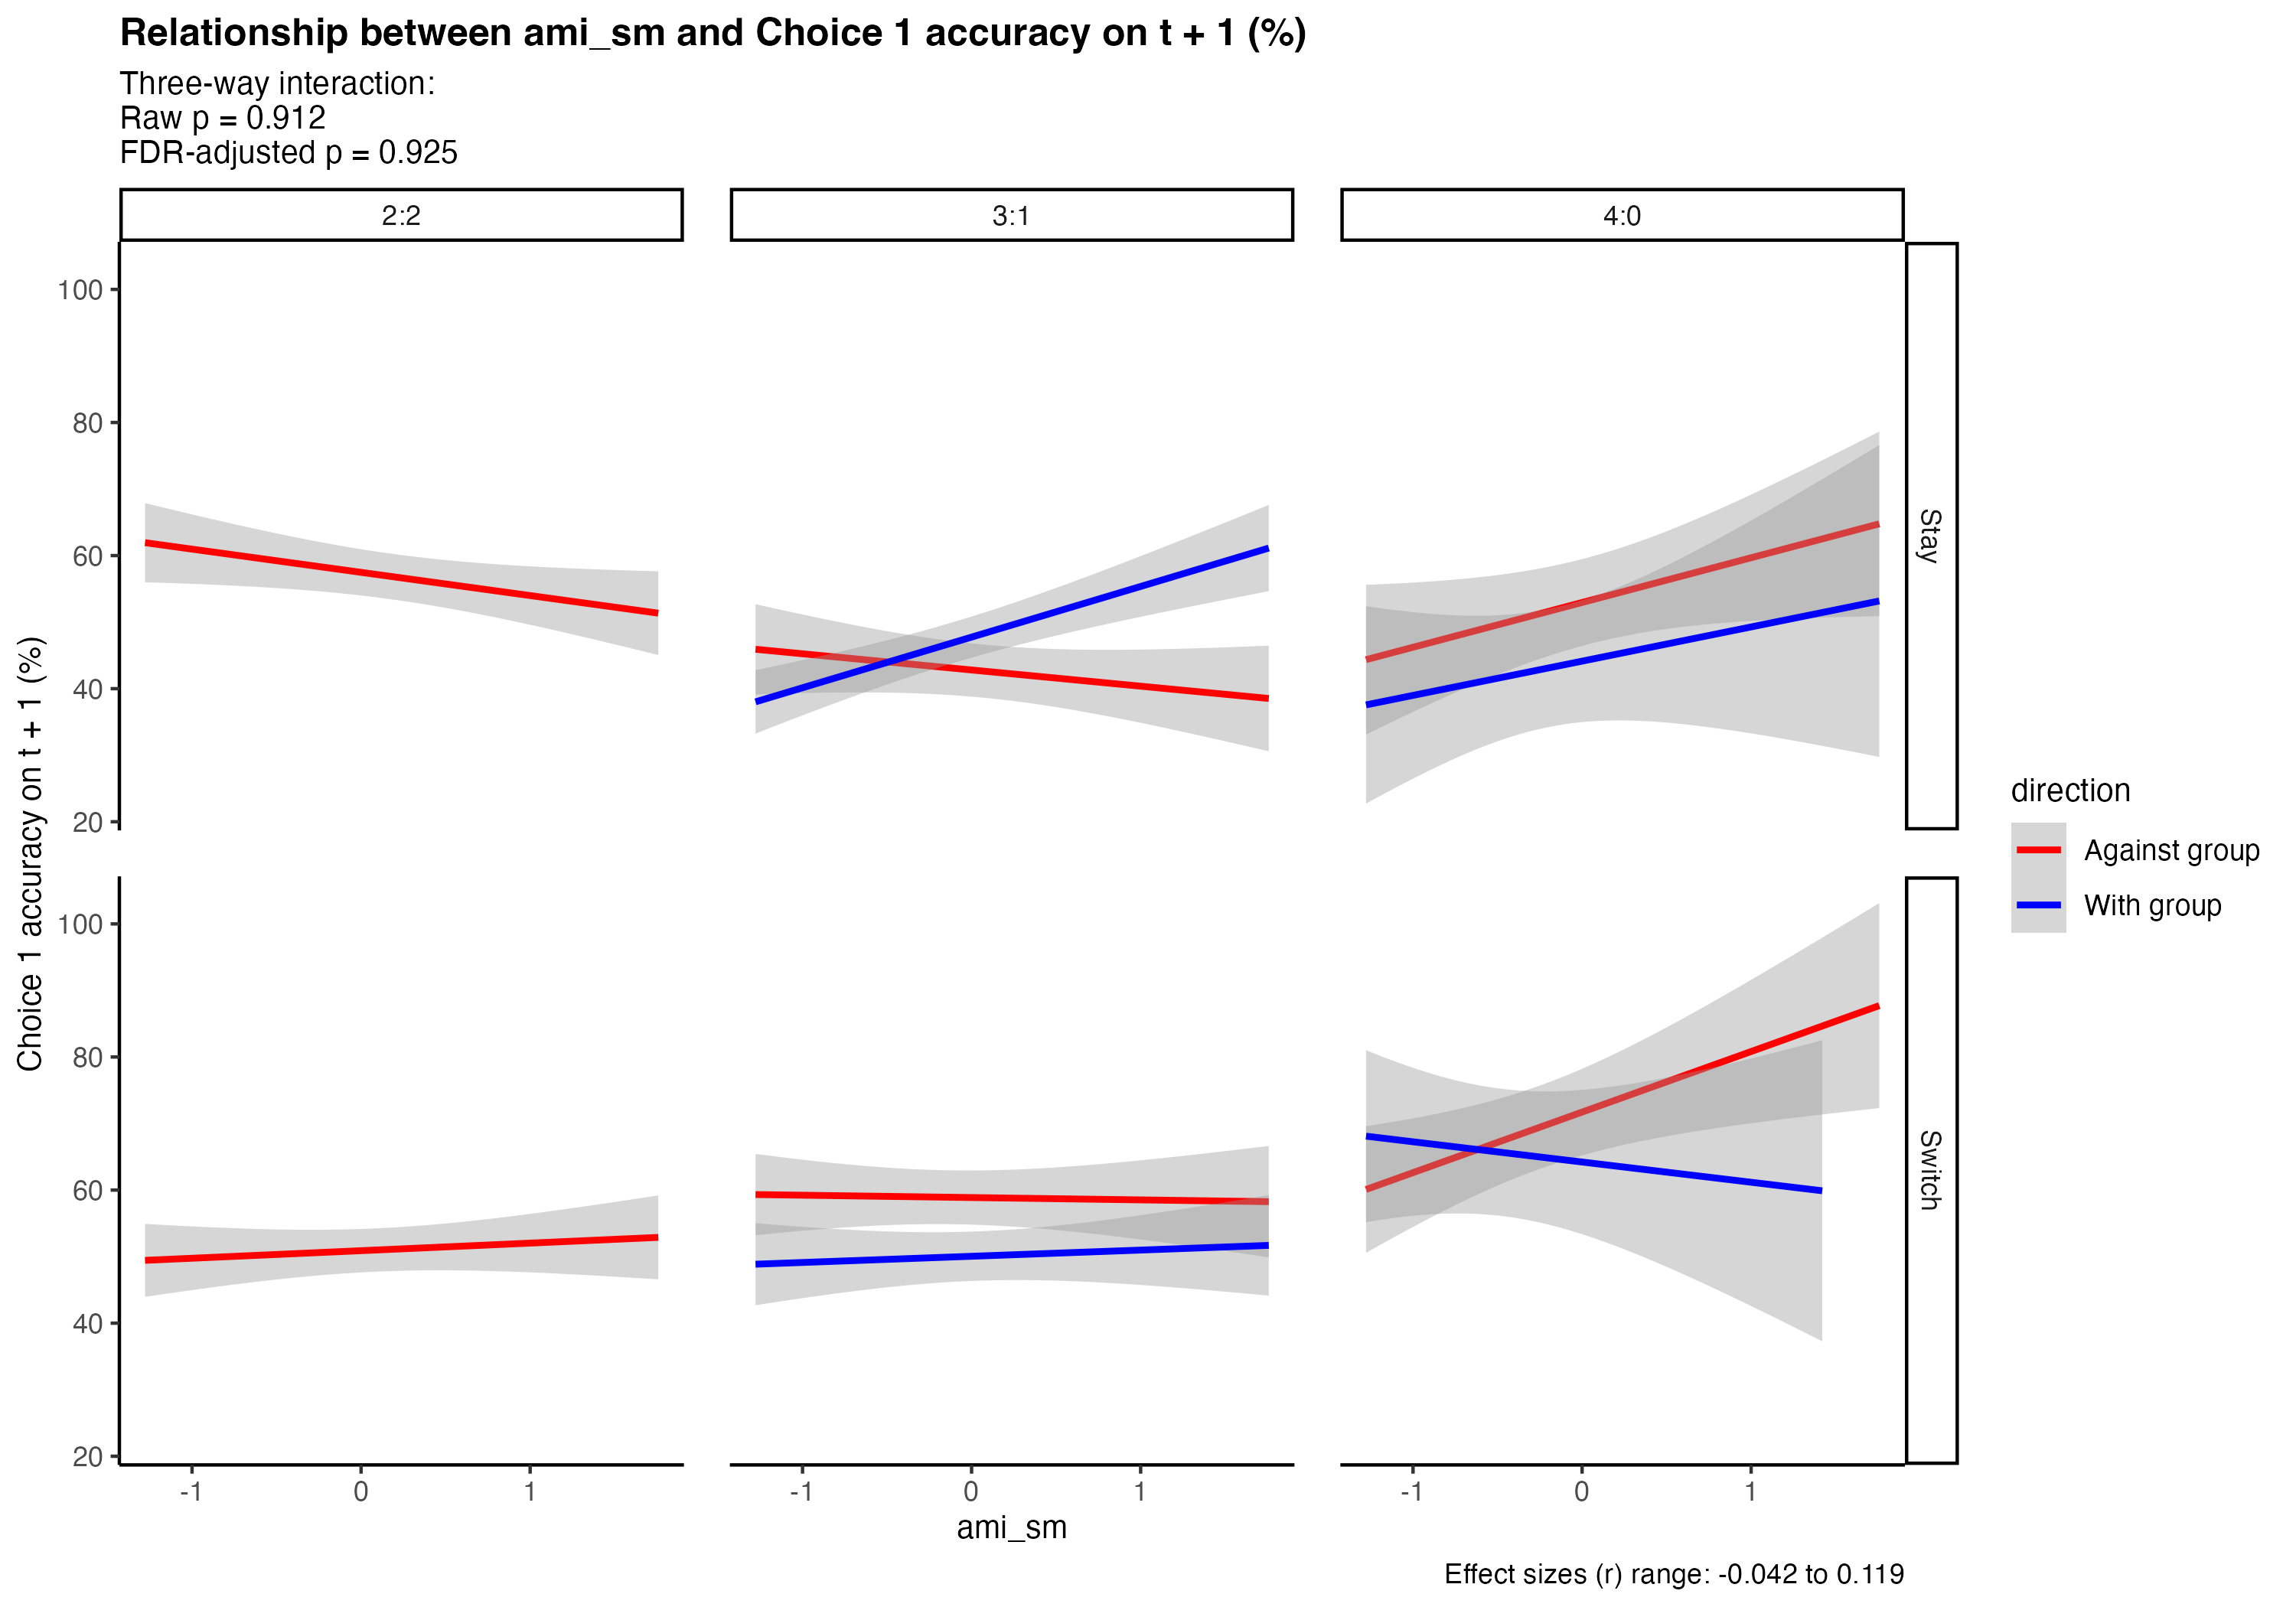 Relationship between ami_sm and Choice 1 accuracy on t + 1 (%)
Three-way interaction:
Raw p = 0.912
FDR-adjusted p = 0.925
2:2
3:1
4:0
100
80
60
40
20
Stay
Choice 1 accuracy on t + 1 (%)
direction
Against group
With group
100
80
60
40
20
Switch
-1
0
1
-1
0
1
-1
0
1
ami_sm
Effect sizes (r) range: -0.042 to 0.119